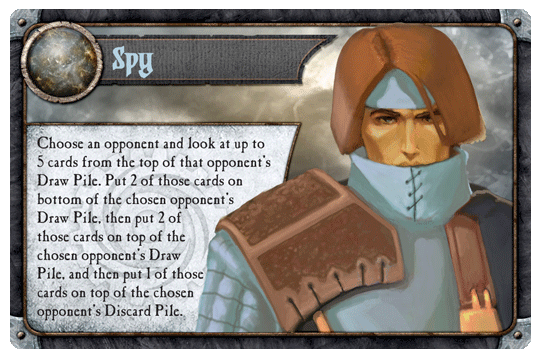 Spy
Choose an opponent and look at up to
5 cards from the top of that opponent's
Draw Pile. Put 2 of those cards on
bottom of the chosen opponent's
Draw Pile, then put 2 of
those cards on top of the
chosen opponent's Draw
Pile, and then put 1 of those
cards on top of the chosen
opponent's Discard Pile.